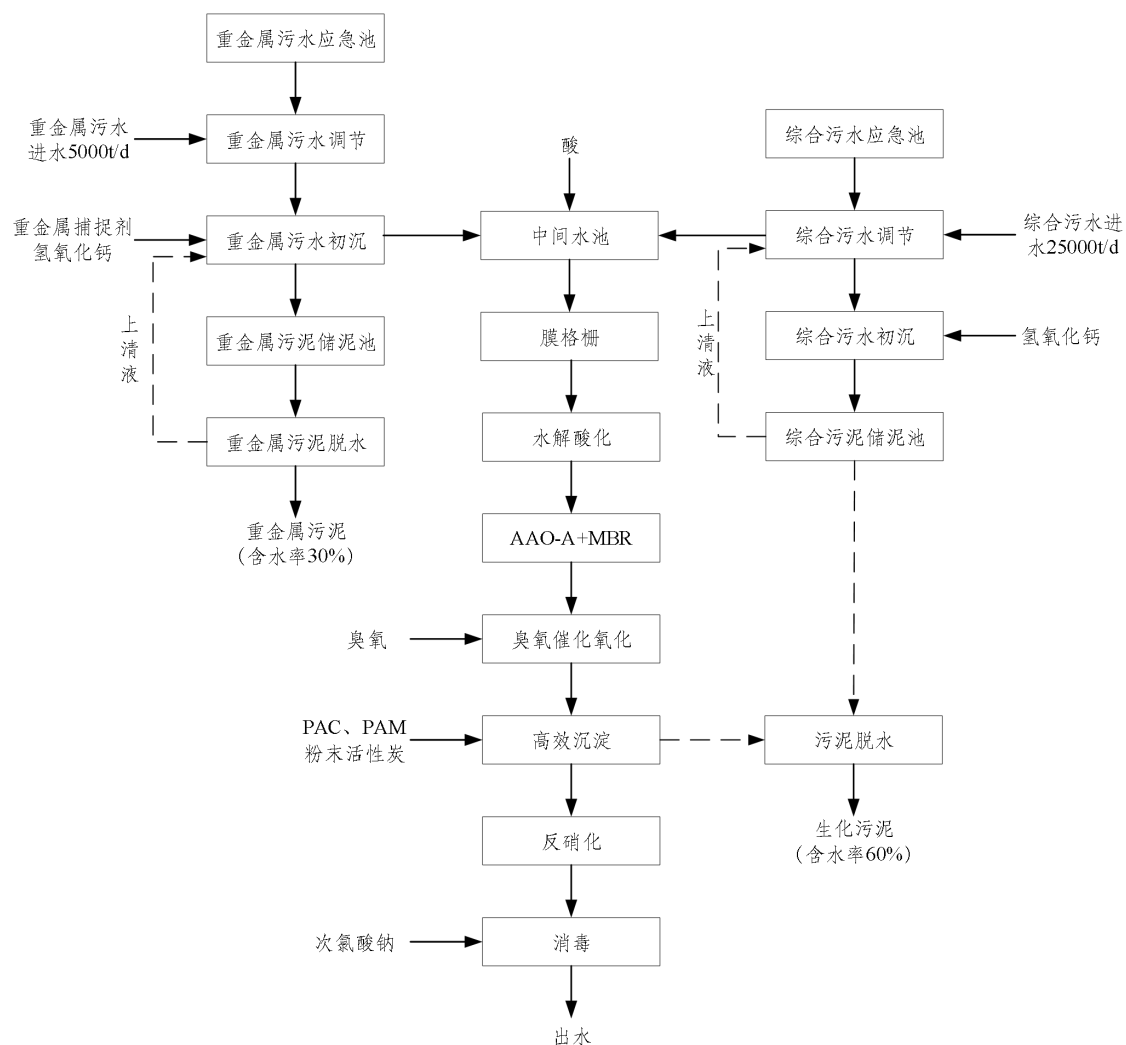 重金属污水应急池
重金属污水
进水5000t/d
重金属污水调节
综合污水应急池
酸
重金属捕捉剂
氢氧化钙
重金属污水初沉
中间水池
综合污水调节
综合污水进
水25000t/d
上清液
重金属污泥储泥池
膜格栅
上清液
综合污水初沉
氢氧化钙
重金属污泥脱水
水解酸化
综合污泥储泥池
重金属污泥
（含水率30%）
AAO-A+MBR
臭氧
臭氧催化氧化
PAC、PAM
粉末活性炭
高效沉淀
污泥脱水
反硝化
生化污泥
（含水率60%）
次氯酸钠
消毒
出水